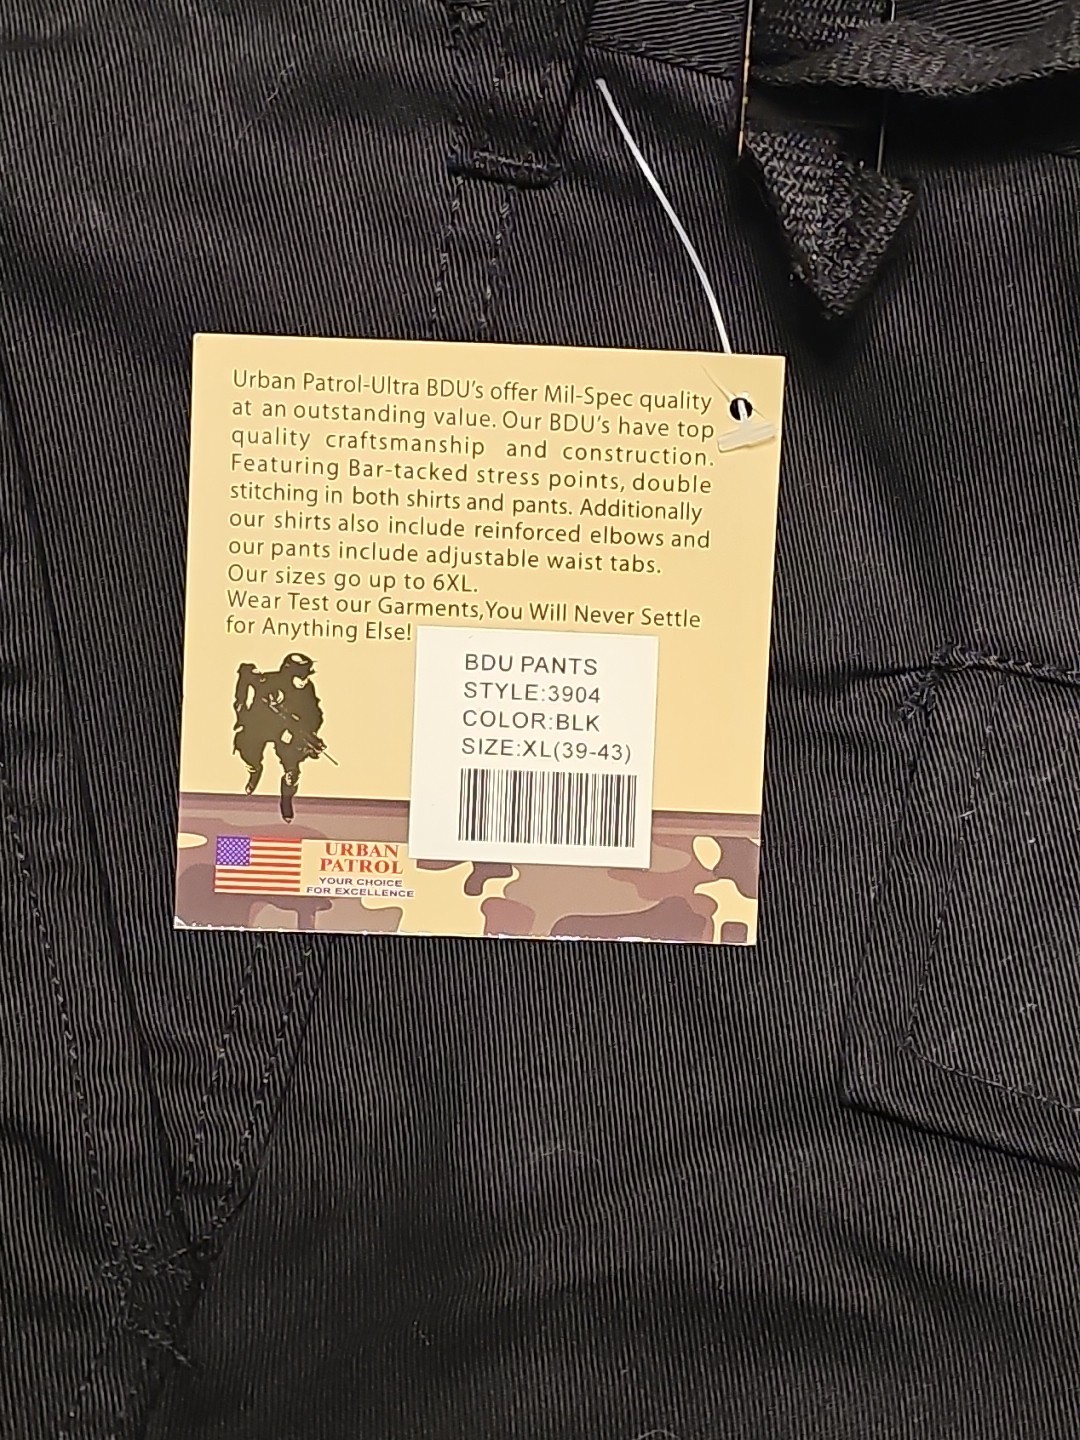 Urban Patrol-Ultra BDU's offer Mil-Spec quality
at an outstanding value. Our BDU's have top
quality craftsmanship and construction.
Featuring Bar-tacked stress points, double
stitching in both shirts and pants. Additionally
our shirts also include reinforced elbows and
our pants include adjustable waist tabs.
Our sizes go up to 6XL.
Wear Test our Garments,You Will Never Settle
for Anything Else!
BDU PANTS
STYLE:3904
COLOR:BLK
SIZE:XL(39-43)
URBAN
PATROL
YOUR CHOICE
FOR EXCELLENCE